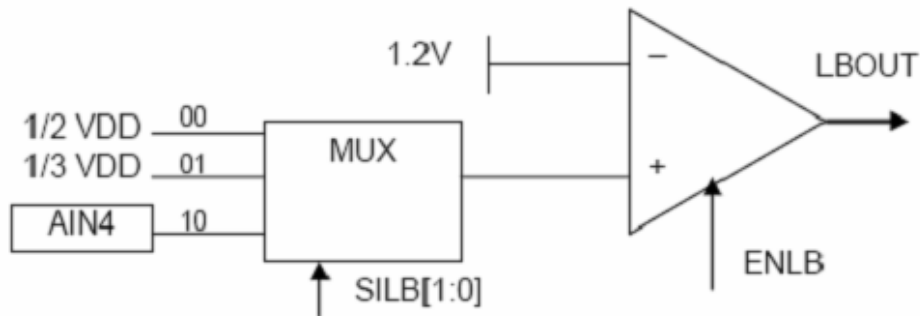 1.2V
−
LBOUT
1/2 VDD
00
MUX
1/3 VDD
01
+
AIN4
10
SILB[1:0]
ENLB